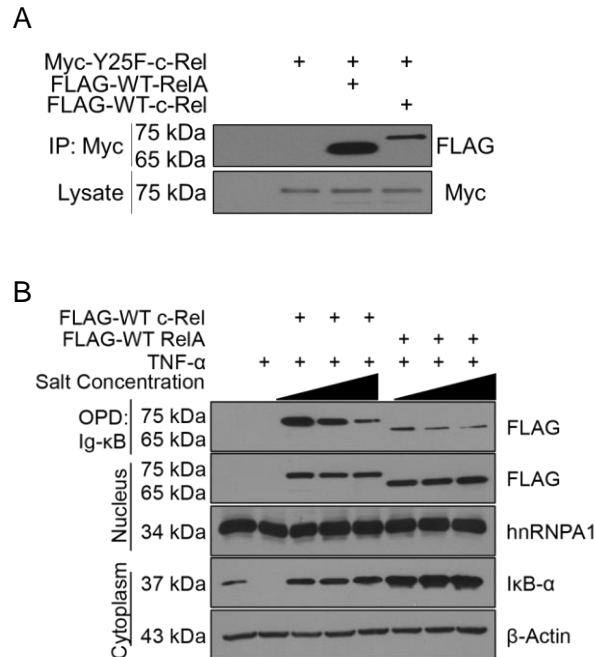 A
Myc-Y25F-c-Rel + + +
FLAG-WT-RelA +
FLAG-WT-c-Rel +
IP: Myc 75 kDa 65 kDa FLAG
Lysate 75 kDa Myc
B
FLAG-WT c-Rel + + +
FLAG-WT RelA + + +
TNF-α + + + + + + +
Salt Concentration
OPD: Ig-κB 75 kDa 65 kDa FLAG
Nucleus 75 kDa 65 kDa FLAG
34 kDa hnRNPA1
Cytoplasm 37 kDa IκB-α
43 kDa β-Actin